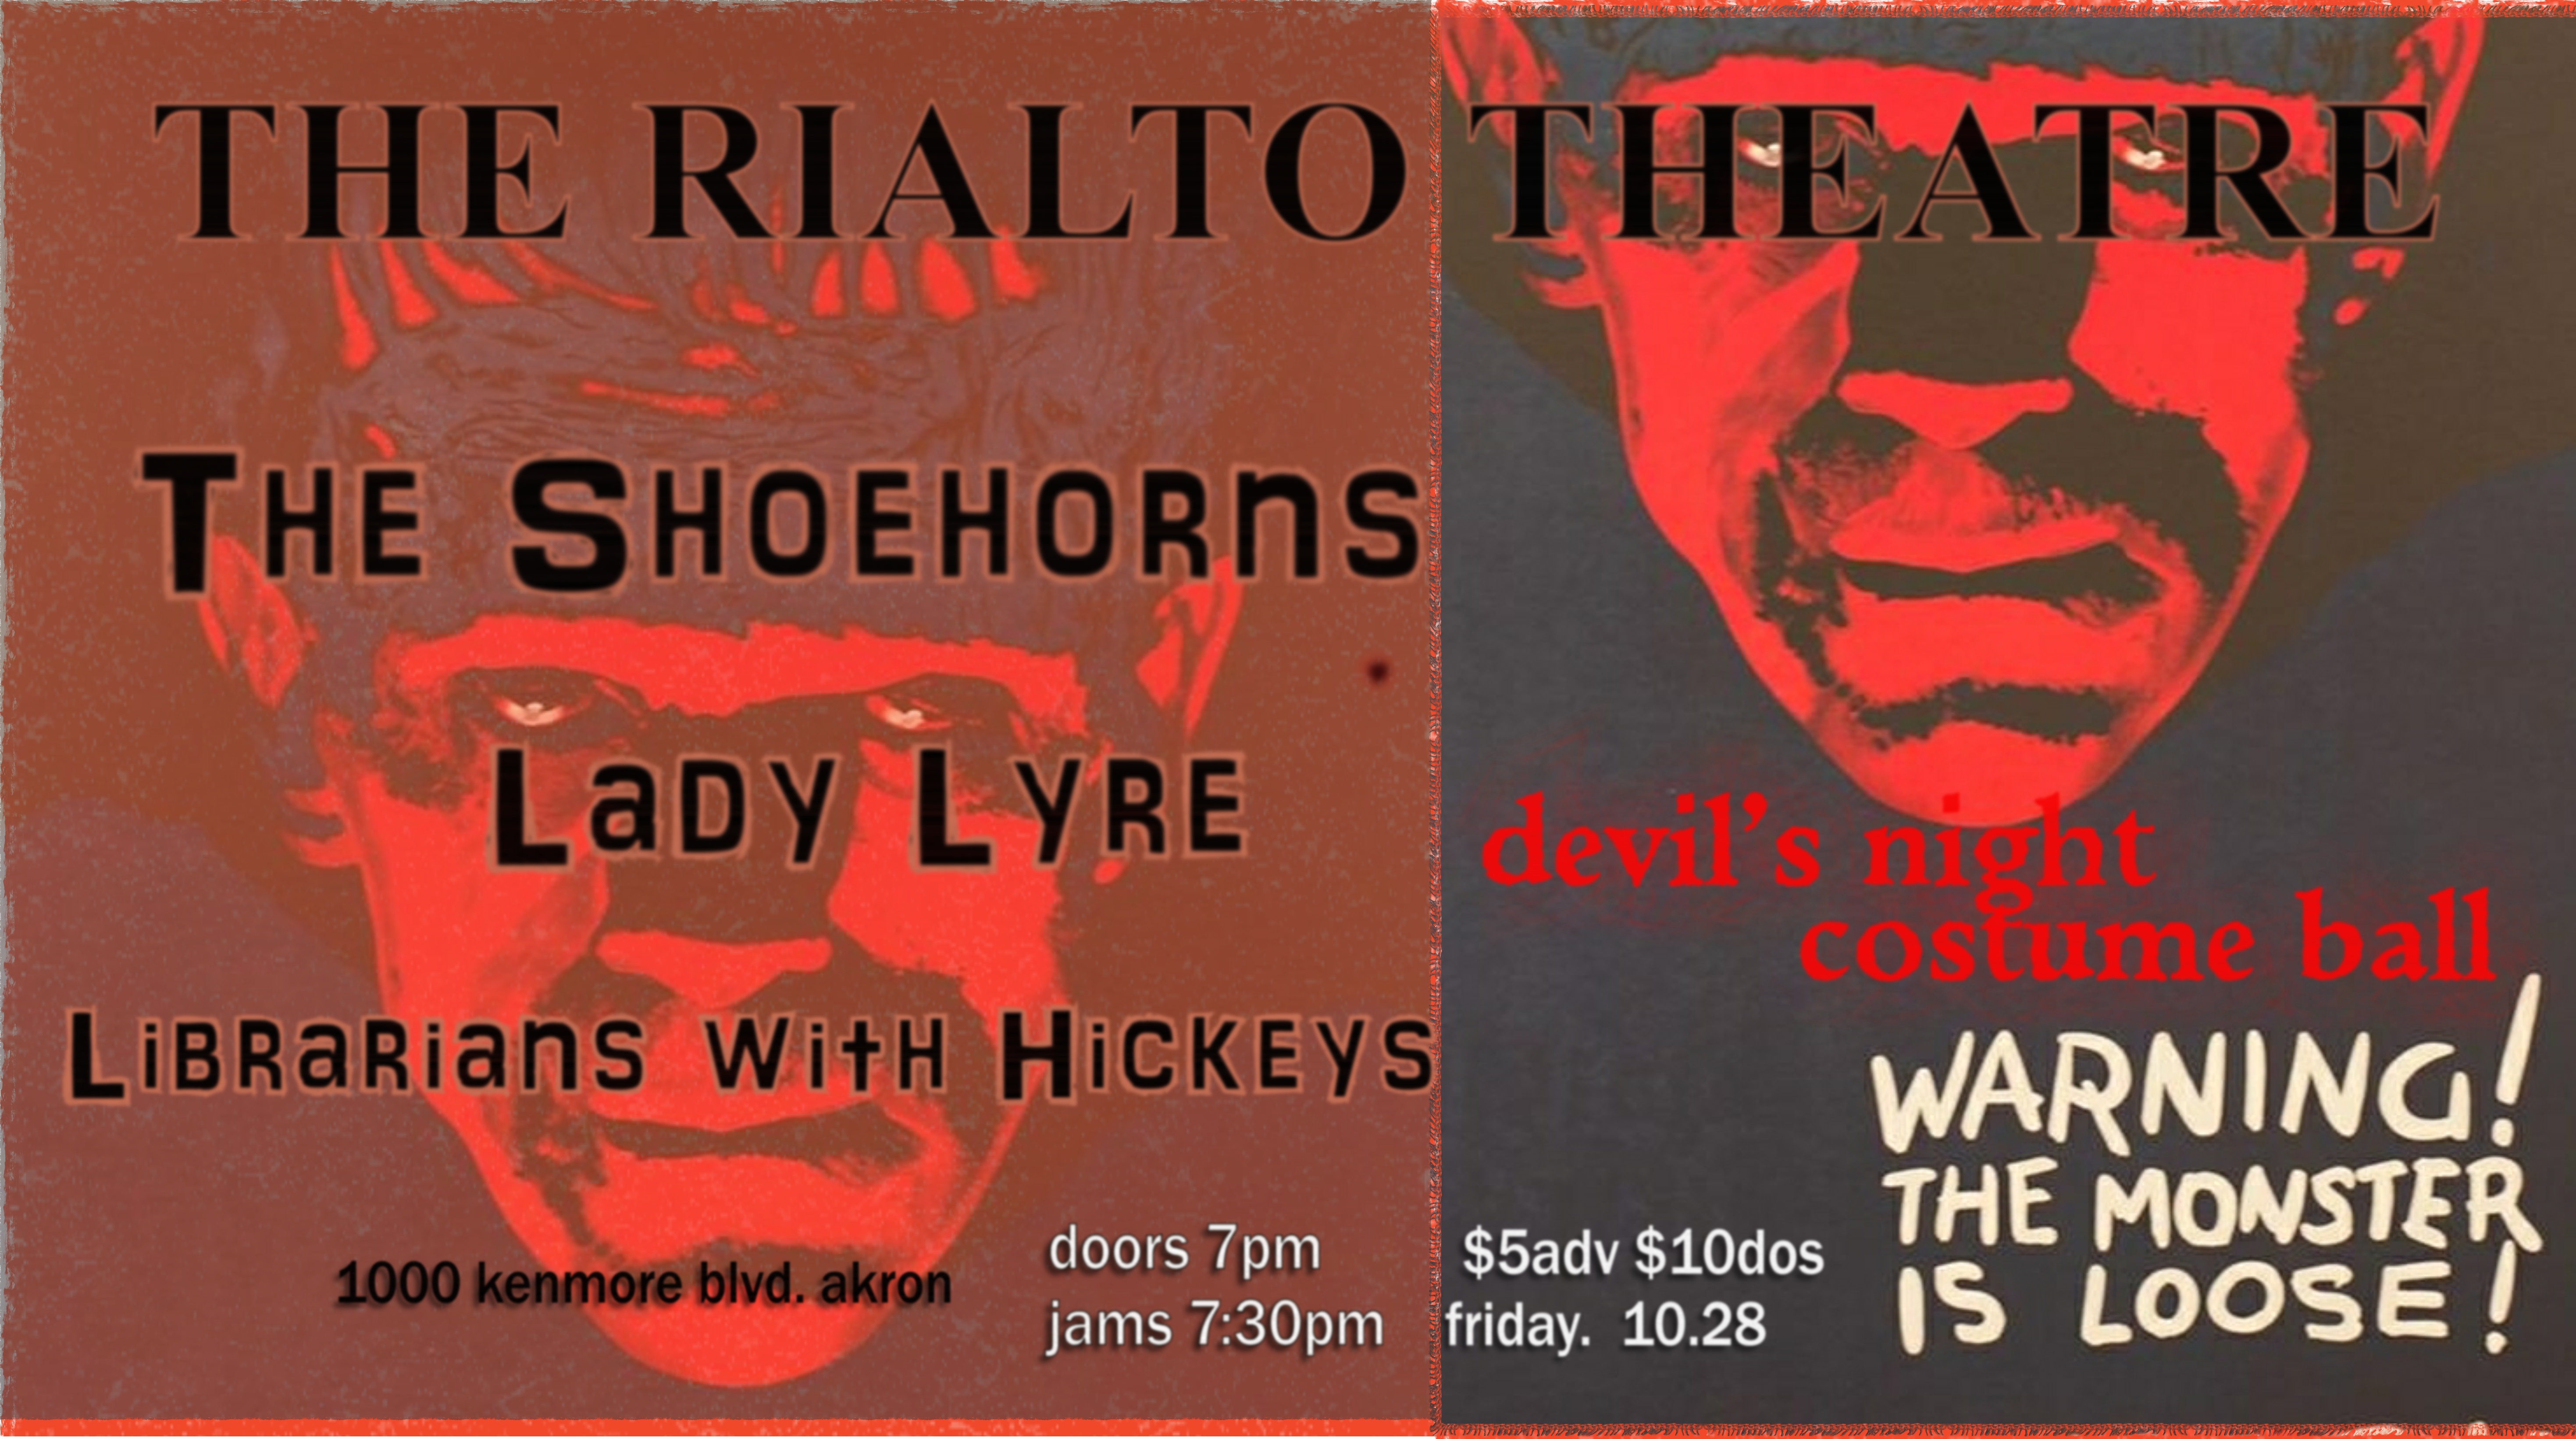 THE RIALTO THEATRE
THE SHOEHORNS
LADY LYRE
LIBRARIANS WITH HICKEYS
1000 kenmore blvd. akron
doors 7pm
jams 7:30pm
devil's night
costume ball
$5adv $10dos
friday. 10.28
WARNING!
THE MONSTER
IS LOOSE!